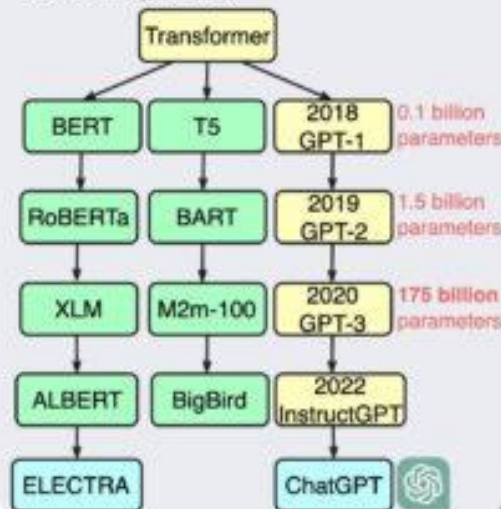 Transformer
BERT
T5
2018
GPT-1
0.1 billion
parameters
RoBERTa
BART
2019
GPT-2
1.5 billion
parameters
XLM
M2m-100
2020
GPT-3
175 billion
parameters
ALBERT
BigBird
2022
InstructGPT
ELECTRA
ChatGPT